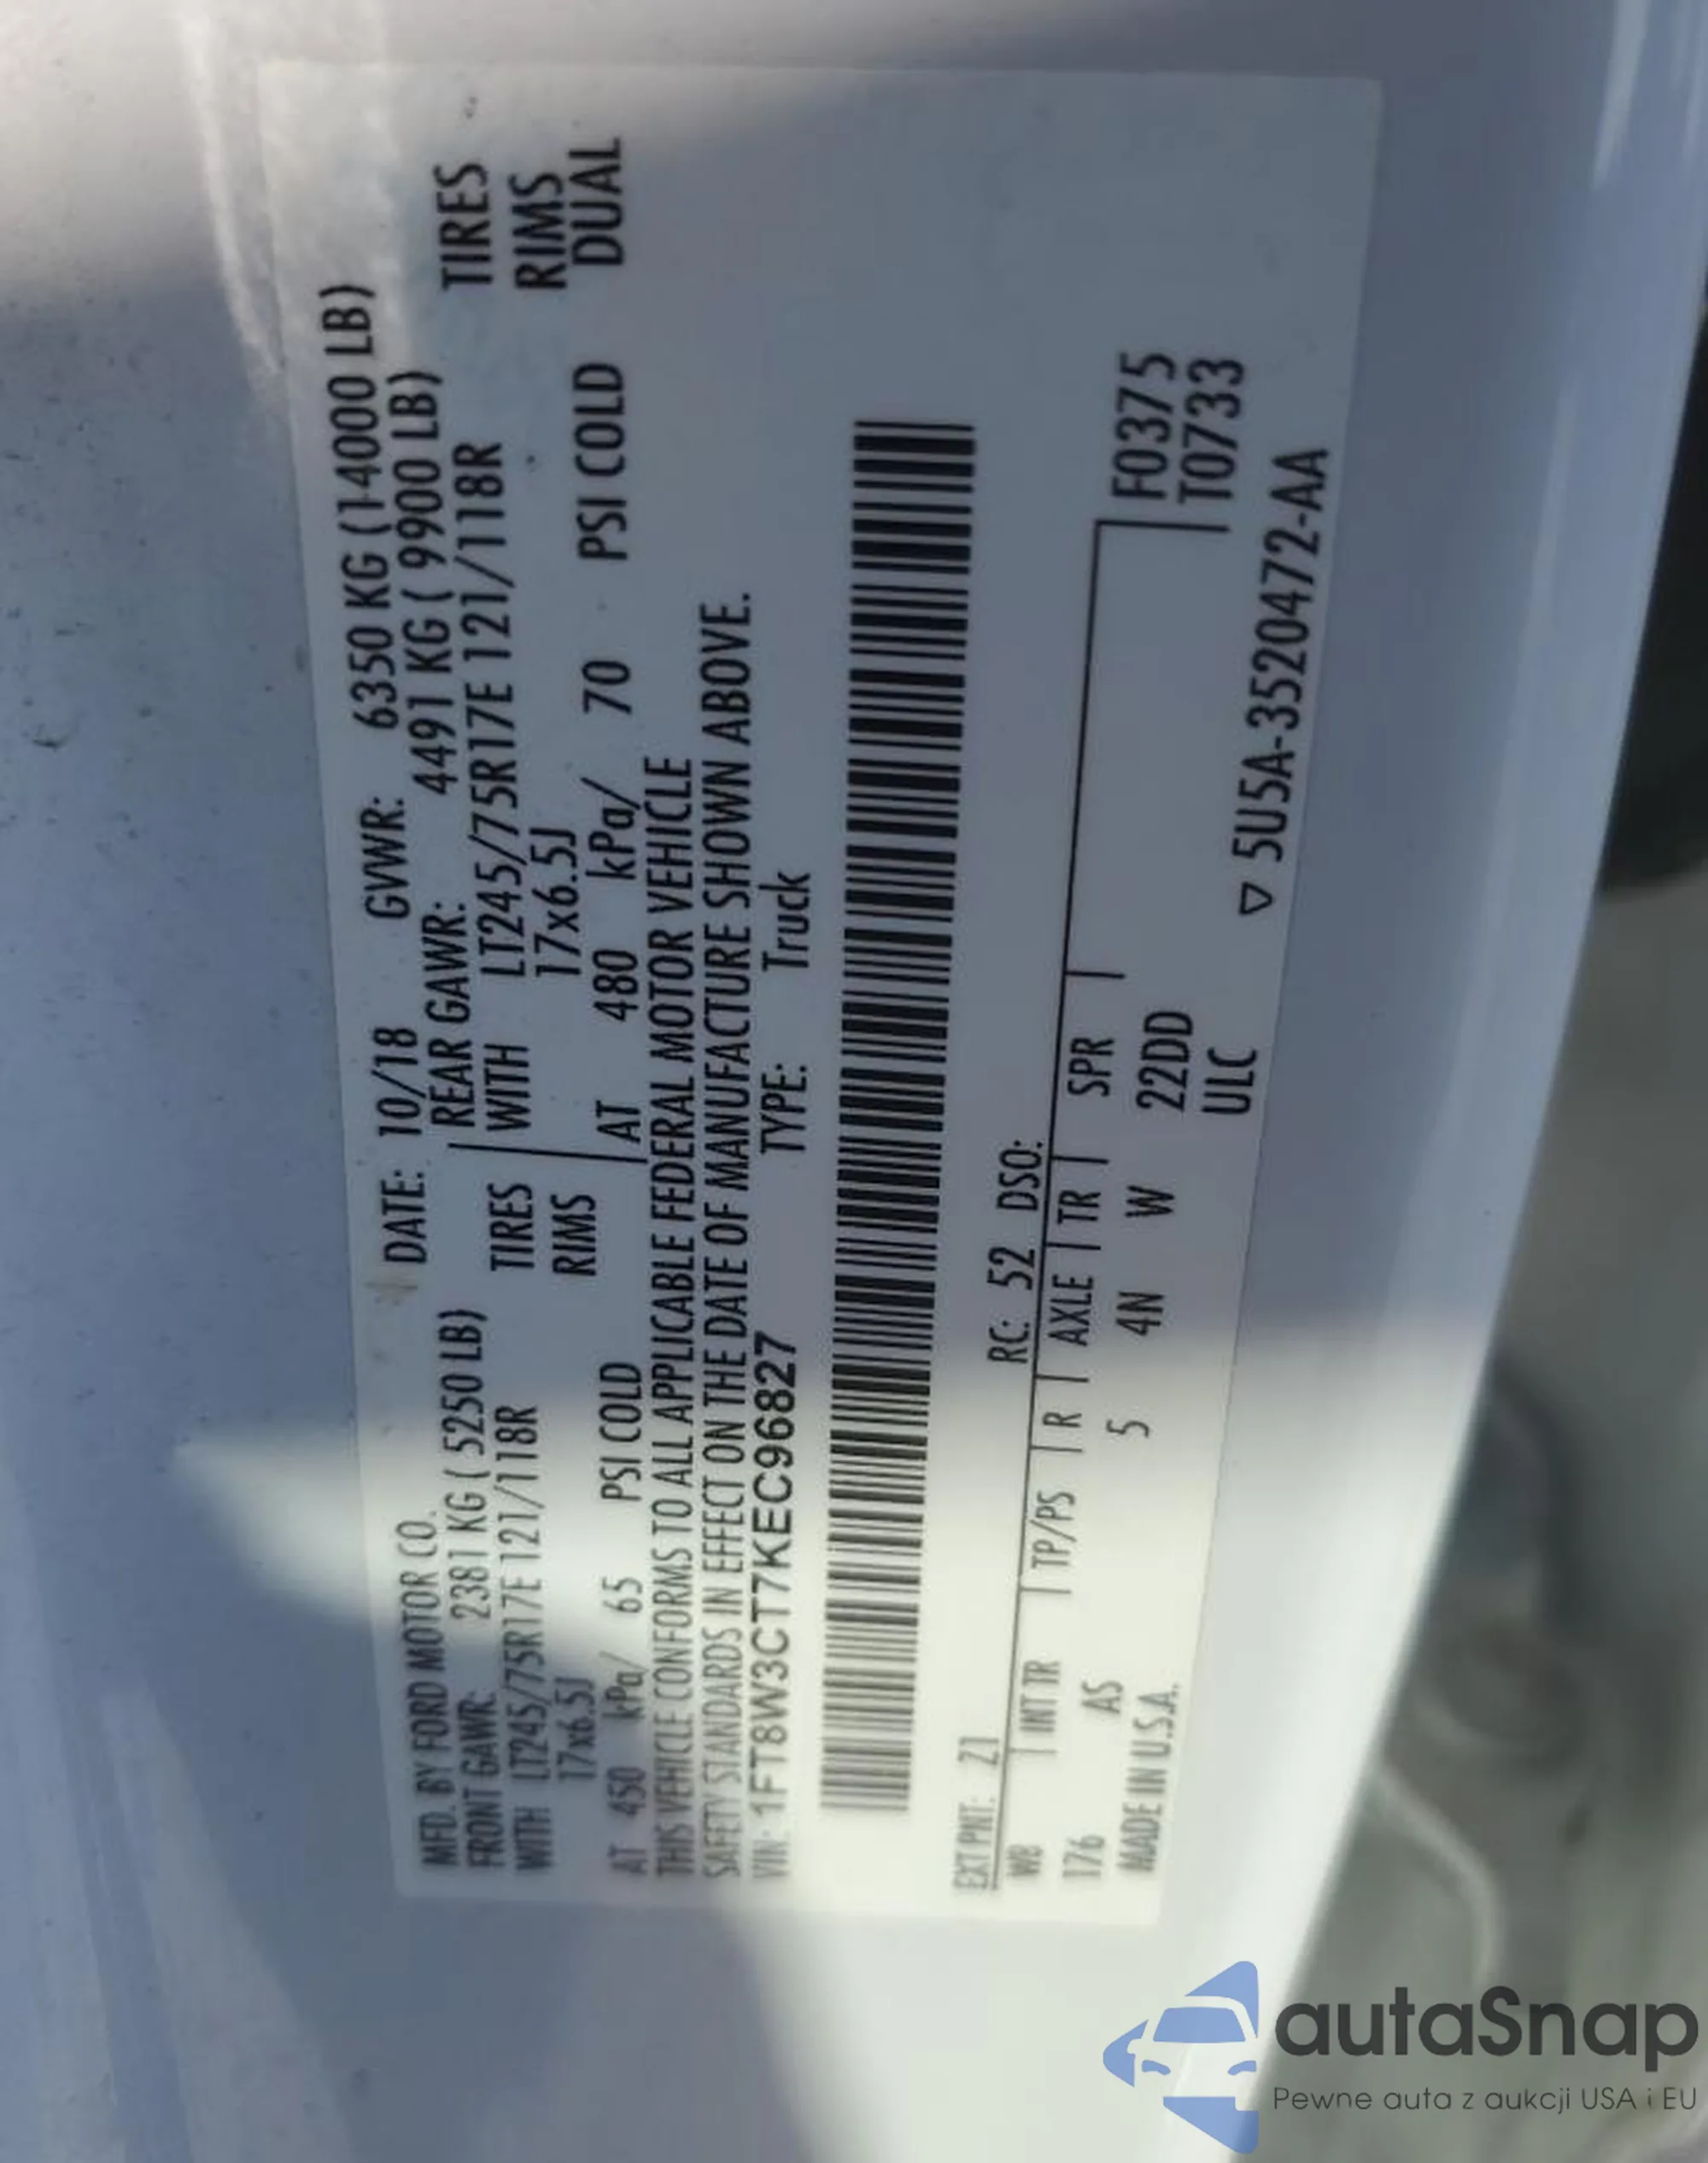 MFD. BY FORD MOTOR CO. DATE: 10/18 GVWR: 6350 KG (14000 LB)
FRONT GAWR: 2381 KG ( 5250 LB) REAR GAWR: 4491 KG ( 9900 LB)
WITH LT245/75R17E 121/118R TIRES WITH LT245/75R17E 121/118R TIRES
17x6.5J RIMS 17x6.5J RIMS
AT 450 kPa/ 65 PSI COLD AT 480 kPa/ 70 PSI COLD DUAL
THIS VEHICLE CONFORMS TO ALL APPLICABLE FEDERAL MOTOR VEHICLE
SAFETY STANDARDS IN EFFECT ON THE DATE OF MANUFACTURE SHOWN ABOVE.
VIN: 1FT8W3CT7KEC96827 TYPE: Truck
EXT PNT: Z1 RC: 52 DSO:
WB INT TR TP/PS R AXLE TR SPR F0375
176 AS 5 4N W 22DD T0733
MADE IN U.S.A. ULC
▽ 5U5A-3520472-AA
autaSnap
Pewne auta z aukcji USA i EU